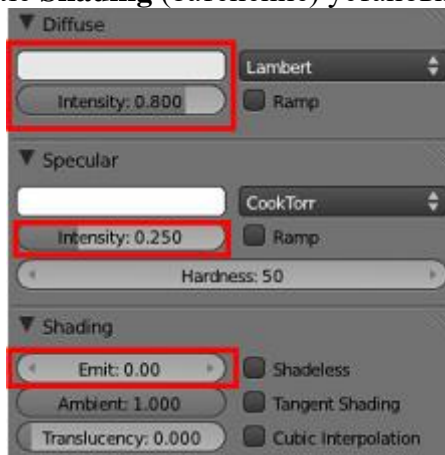 Shading
Diffuse
Lambert
Intensity: 0.800
Ramp
Specular
CookTorr
Intensity: 0.250
Ramp
Hardness: 50
Shading
Emit: 0.00
Shadeless
Ambient: 1.000
Tangent Shading
Translucency: 0.000
Cubic Interpolation